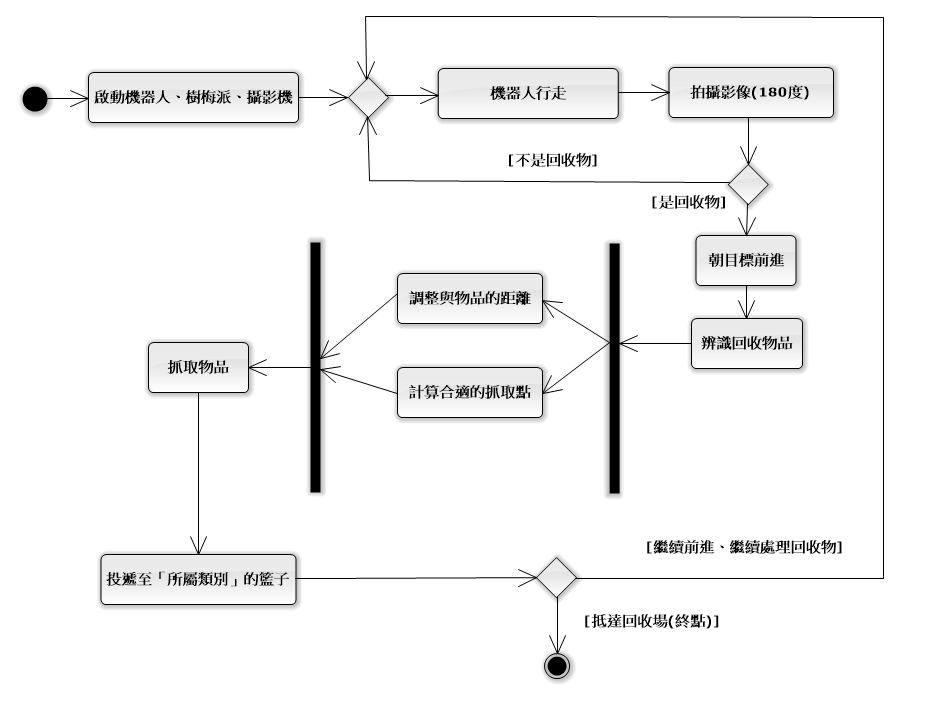 啟動機器人、樹梅派、攝影機
機器人行走
拍攝影像(180度)
[不是回收物]
[是回收物]
朝目標前進
辨識回收物品
調整與物品的距離
計算合適的抓取點
抓取物品
投遞至「所屬類別」的籃子
[繼續前進、繼續處理回收物]
[抵達回收場(終點)]